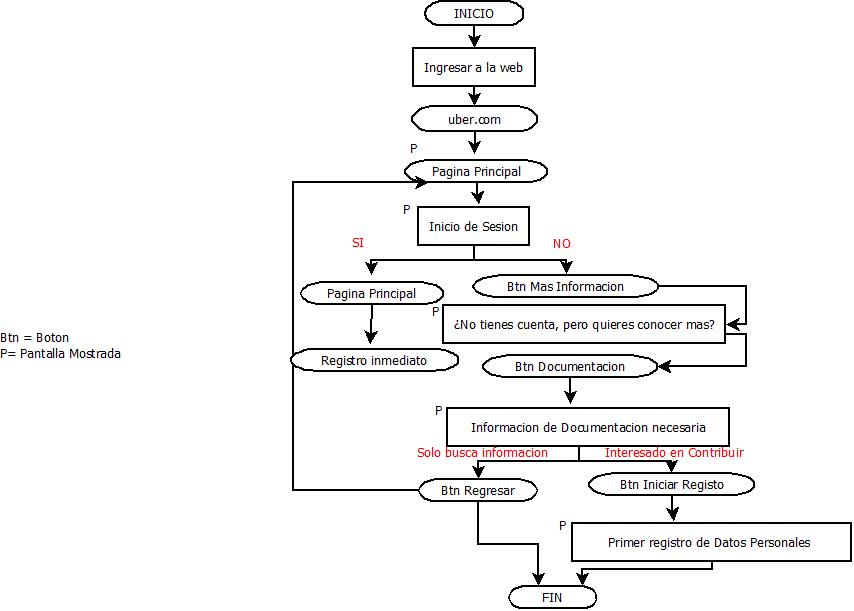 INICIO
Ingresar a la web
uber.com
P
Pagina Principal
P
Inicio de Sesion
SI
NO
Pagina Principal
Btn Mas Informacion
P
¿No tienes cuenta, pero quieres conocer mas?
Btn = Boton
P= Pantalla Mostrada
Registro inmediato
Btn Documentacion
P
Informacion de Documentacion necesaria
Solo busca informacion
Interesado en Contribuir
Btn Regresar
Btn Iniciar Registo
P
Primer registro de Datos Personales
FIN